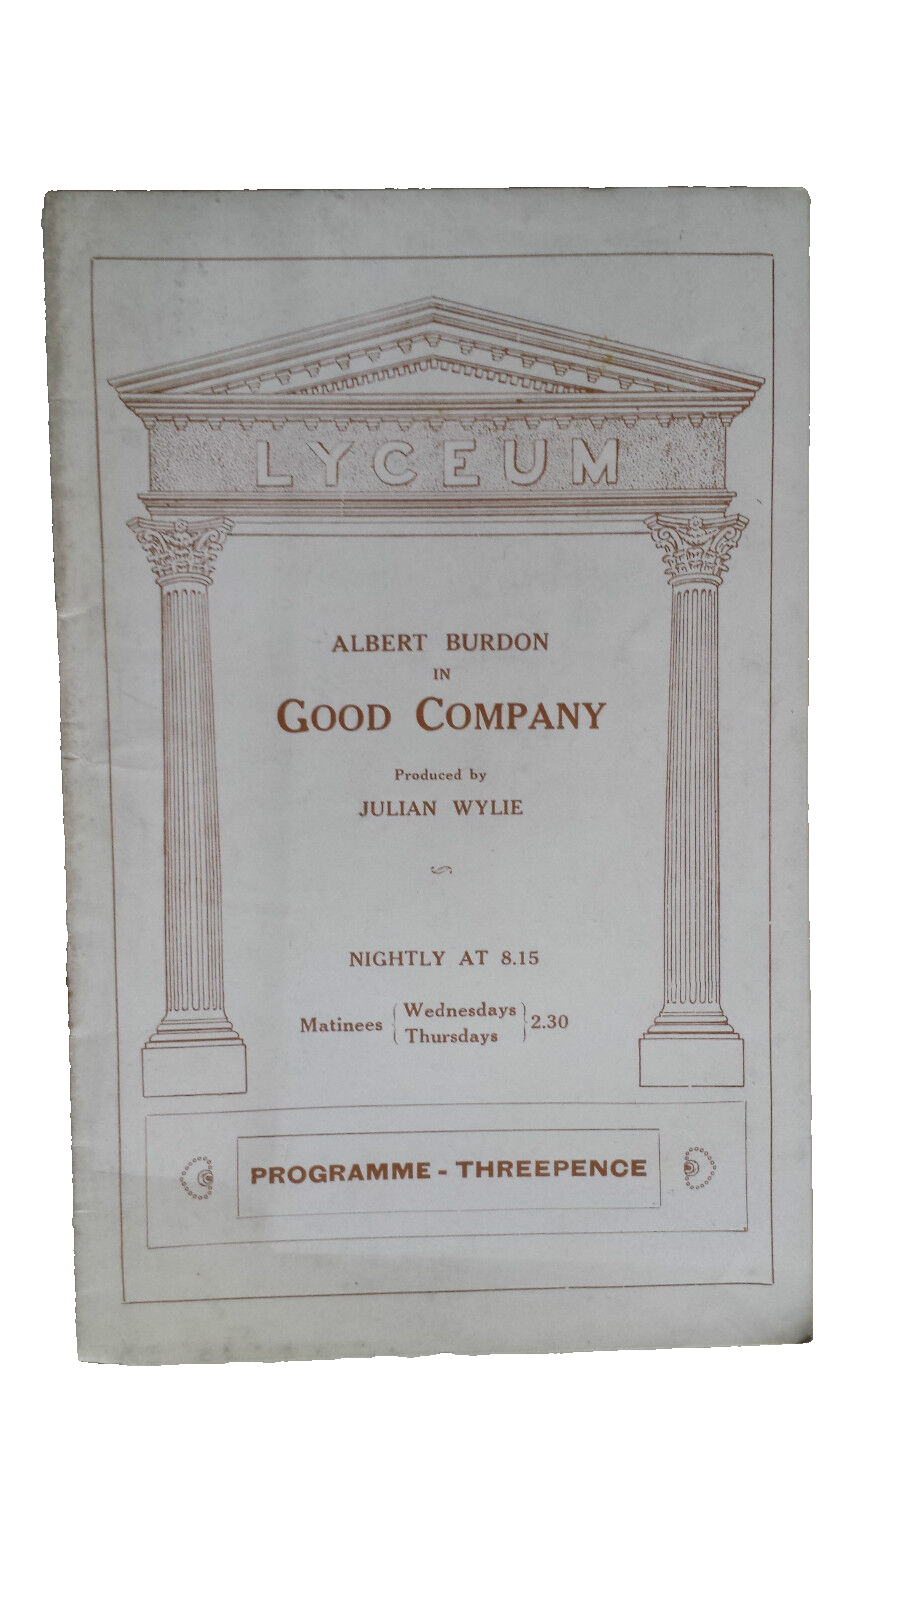 LYCEUM
ALBERT BURDON
IN
GOOD COMPANY
Produced by
JULIAN WYLIE
NIGHTLY AT 8.15
Matinees { Wednesdays } 2.30
Thursdays
PROGRAMME - THREEPENCE